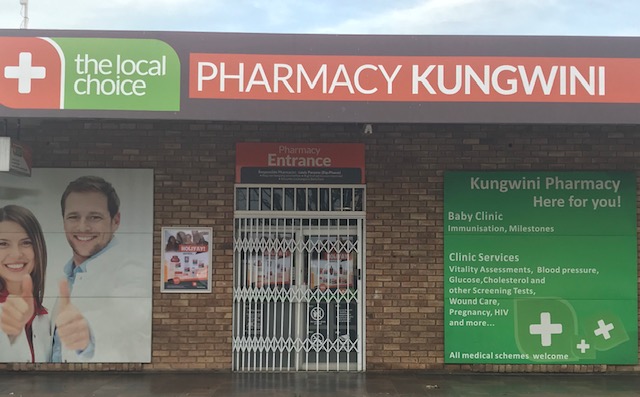 the local
choice
PHARMACY KUNGWINI
Pharmacy
Entrance
Kungwini Pharmacy
Here for you!
Baby Clinic
Immunisation, Milestones
Clinic Services
Vitality Assessments, Blood pressure,
Glucose,Cholesterol and
other Screening Tests,
Wound Care,
Pregnancy, HIV
and more...
All medical schemes welcome